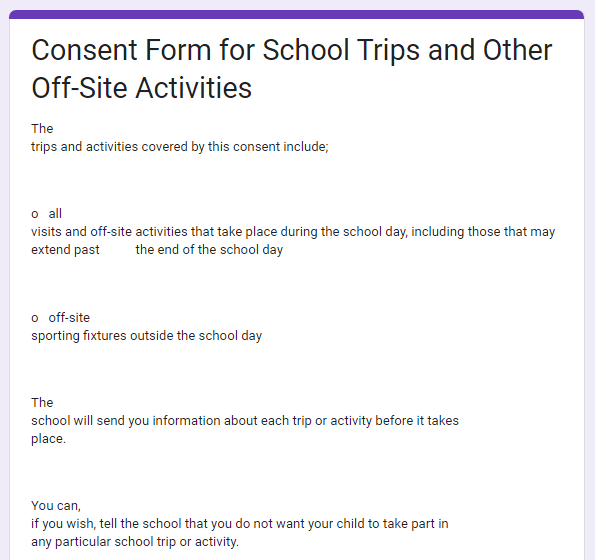 Consent Form for School Trips and Other
Off-Site Activities
The
trips and activities covered by this consent include;
o all
visits and off-site activities that take place during the school day, including those that may
extend past the end of the school day
o off-site
sporting fixtures outside the school day
The
school will send you information about each trip or activity before it takes
place.
You can,
if you wish, tell the school that you do not want your child to take part in
any particular school trip or activity.